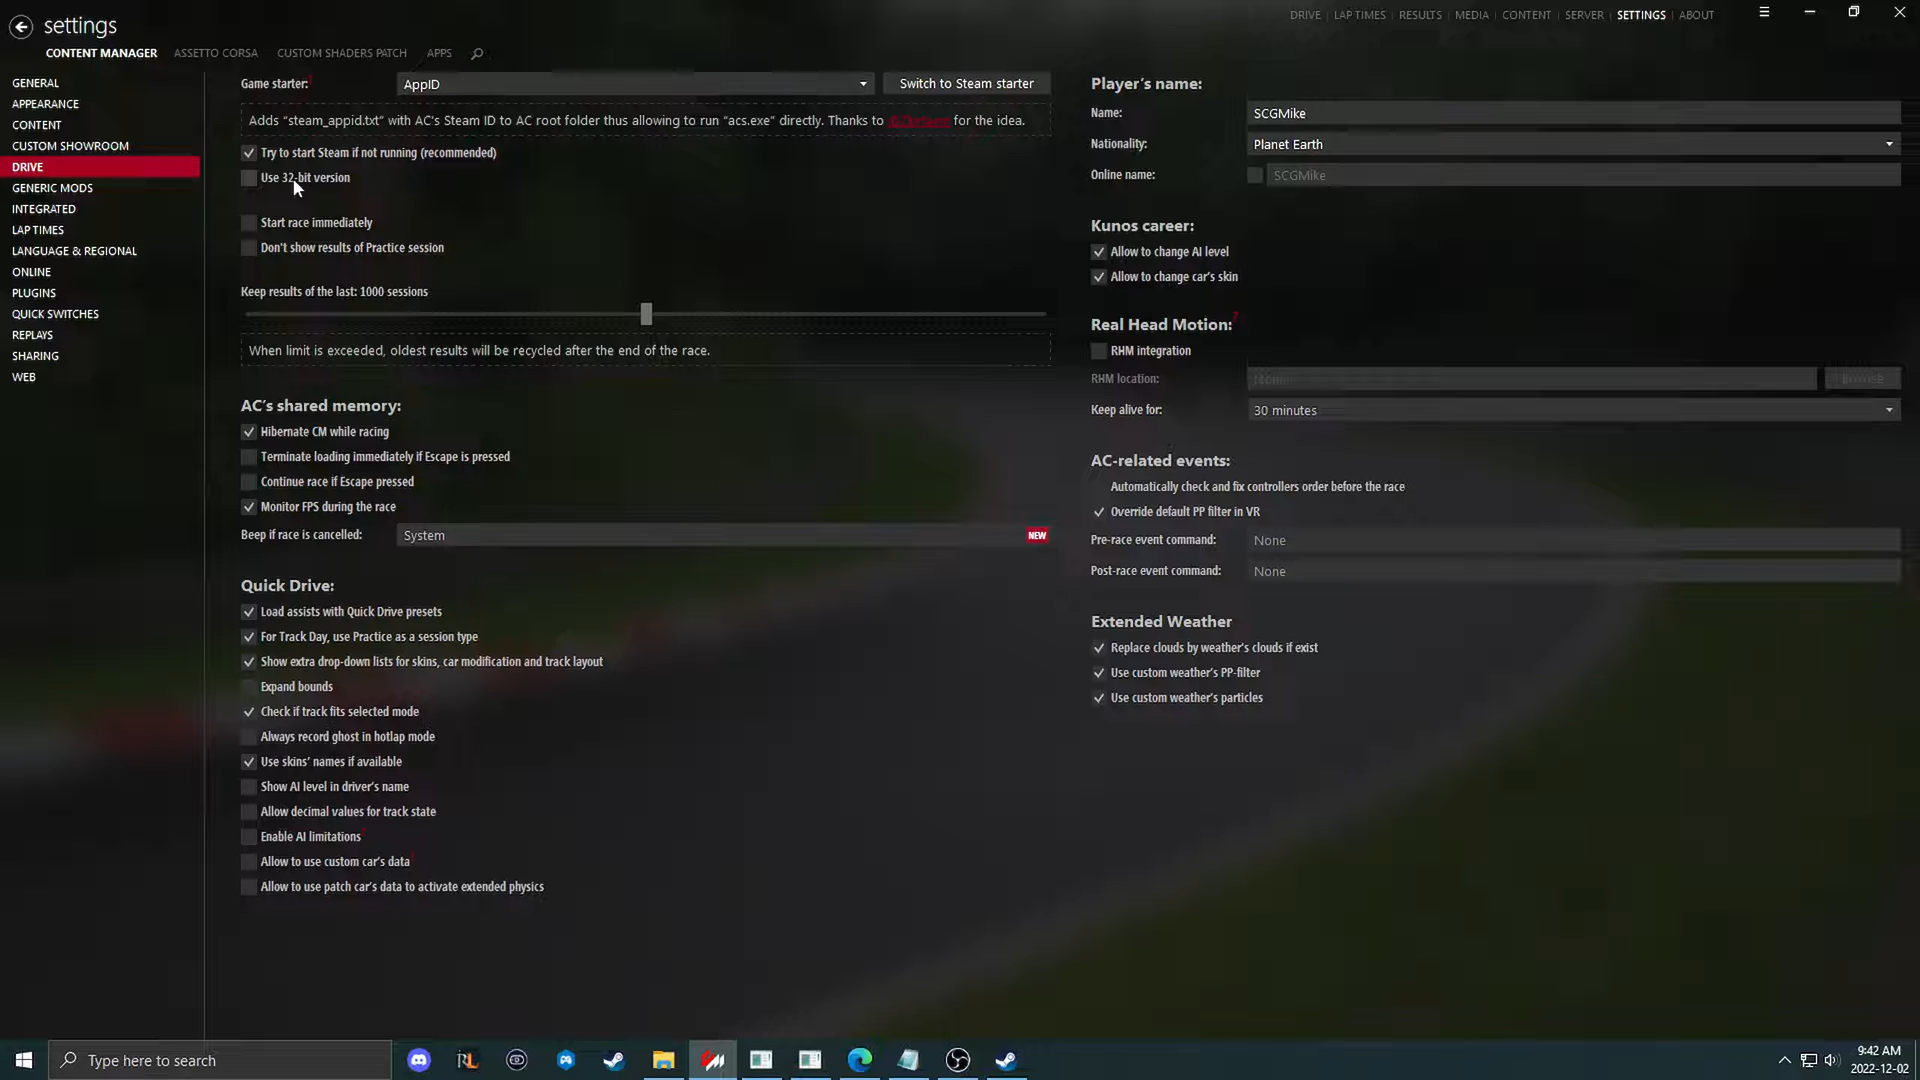 settings
DRIVE | LAP TIMES | RESULTS | MEDIA | CONTENT | SERVER | SETTINGS | ABOUT
CONTENT MANAGER ASSETTO CORSA CUSTOM SHADERS PATCH APPS
GENERAL
APPEARANCE
CONTENT
CUSTOM SHOWROOM
DRIVE
GENERIC MODS
INTEGRATED
LAP TIMES
LANGUAGE & REGIONAL
ONLINE
PLUGINS
QUICK SWITCHES
REPLAYS
SHARING
WEB
Game starter: AppID Switch to Steam starter
Adds “steam_appid.txt” with AC's Steam ID to AC root folder thus allowing to run “acs.exe” directly. Thanks to for the idea.
Try to start Steam if not running (recommended)
Use 32-bit version
Start race immediately
Don't show results of Practice session
Keep results of the last: 1000 sessions
When limit is exceeded, oldest results will be recycled after the end of the race.
AC's shared memory:
Hibernate CM while racing
Terminate loading immediately if Escape is pressed
Continue race if Escape pressed
Monitor FPS during the race
Beep if race is cancelled: System NEW
Quick Drive:
Load assists with Quick Drive presets
For Track Day, use Practice as a session type
Show extra drop-down lists for skins, car modification and track layout
Expand bounds
Check if track fits selected mode
Always record ghost in hotlap mode
Use skins' names if available
Show AI level in driver's name
Allow decimal values for track state
Enable AI limitations
Allow to use custom car's data
Allow to use patch car's data to activate extended physics
Player's name:
Name: SCGMike
Nationality: Planet Earth
Online name: SCGMike
Kunos career:
Allow to change AI level
Allow to change car's skin
Real Head Motion: ?
RHM integration
RHM location: None Browse
Keep alive for: 30 minutes
AC-related events:
Automatically check and fix controllers order before the race
Override default PP filter in VR
Pre-race event command: None
Post-race event command: None
Extended Weather
Replace clouds by weather's clouds if exist
Use custom weather's PP-filter
Use custom weather's particles
Type here to search
9:42 AM
2022-12-02